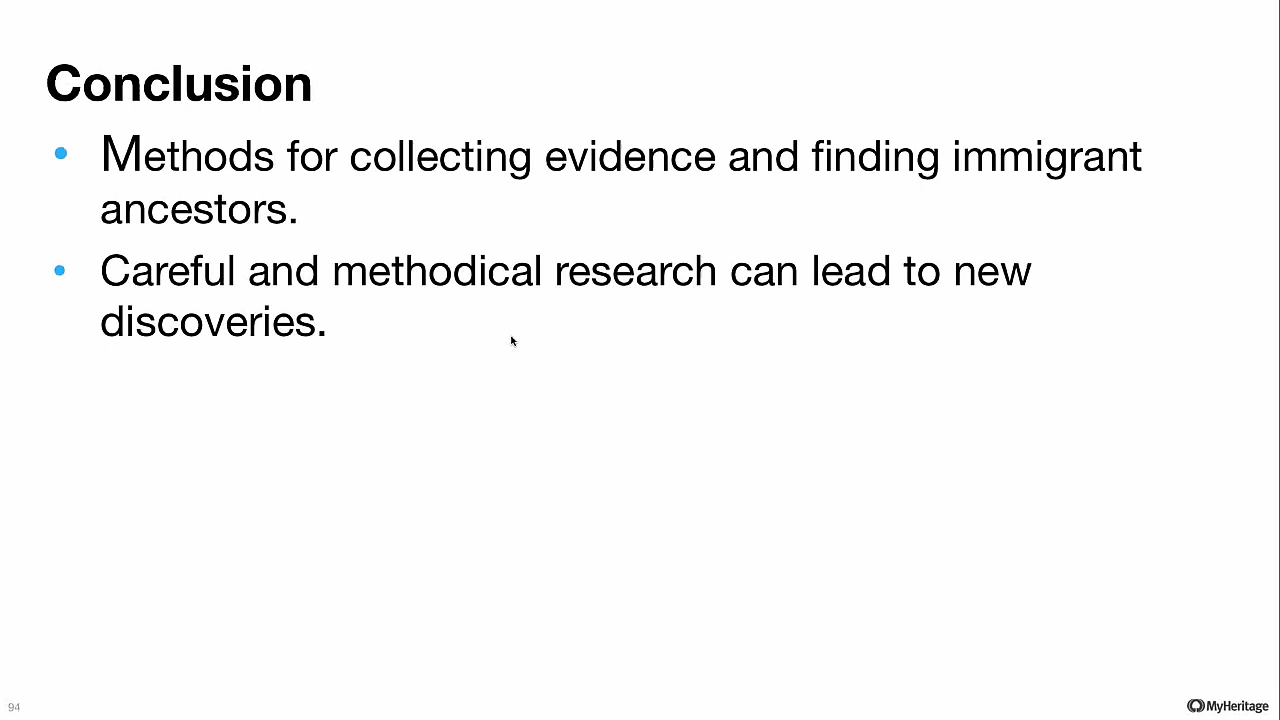 Conclusion
• Methods for collecting evidence and finding immigrant
ancestors.
• Careful and methodical research can lead to new
discoveries.
94
MyHeritage